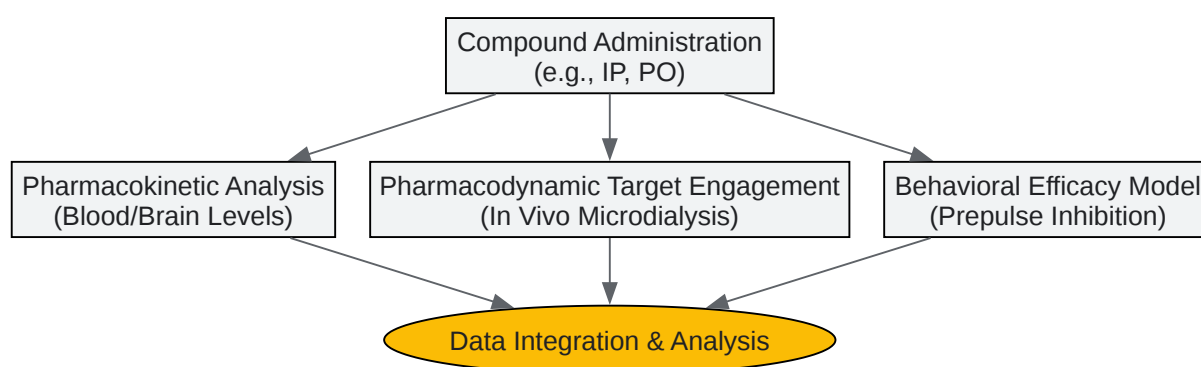 Compound Administration
(e.g., IP, PO)
Pharmacokinetic Analysis
(Blood/Brain Levels)
Pharmacodynamic Target Engagement
(In Vivo Microdialysis)
Behavioral Efficacy Model
(Prepulse Inhibition)
Data Integration & Analysis